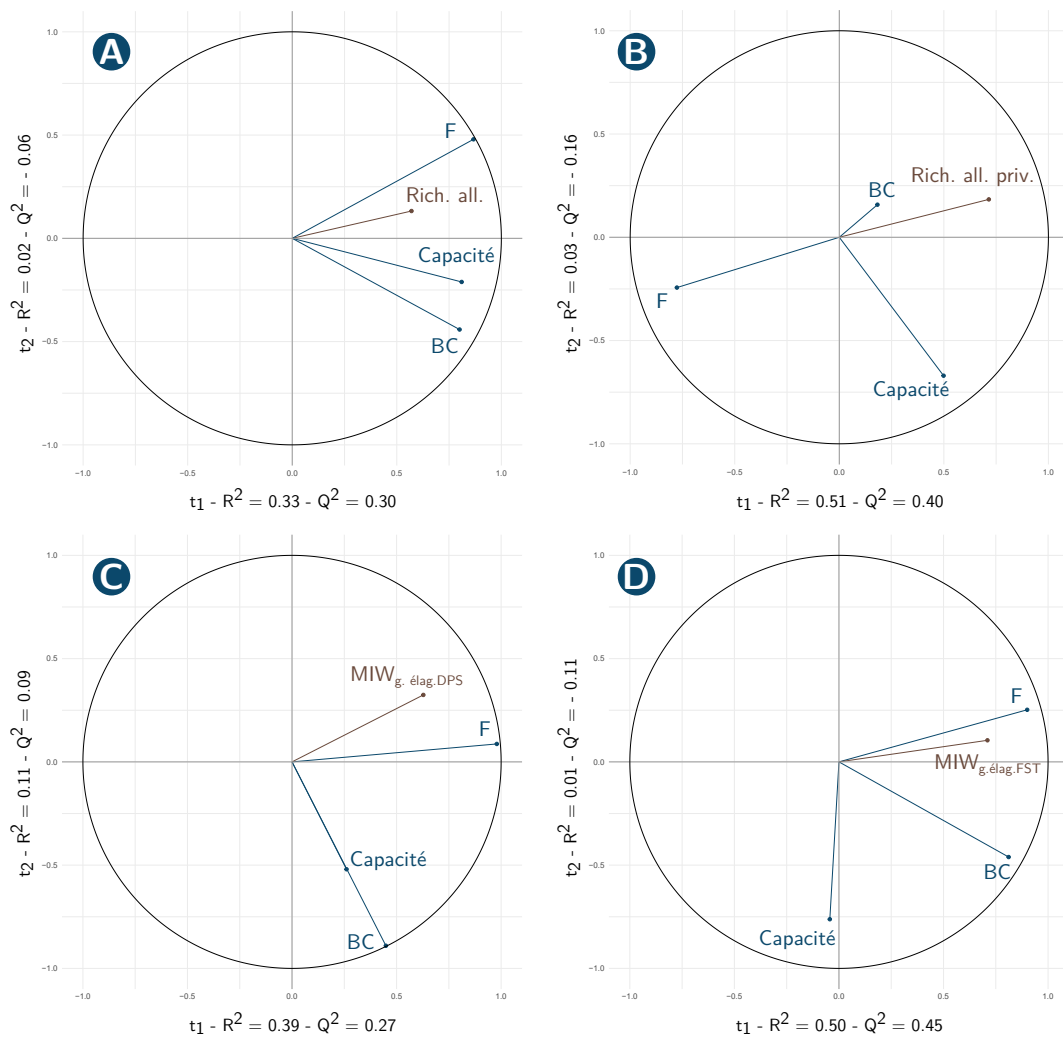 A
1.0
0.5
0.0
−0.5
−1.0
t2 - R2 = 0.02 - Q2 = - 0.06
F
Rich. all.
Capacité
BC
−1.0
−0.5
0.0
0.5
1.0
t1 - R2 = 0.33 - Q2 = 0.30
B
1.0
0.5
0.0
−0.5
−1.0
t2 - R2 = 0.03 - Q2 = - 0.16
BC
Rich. all. priv.
F
Capacité
−1.0
−0.5
0.0
0.5
1.0
t1 - R2 = 0.51 - Q2 = 0.40
C
1.0
0.5
0.0
−0.5
−1.0
t2 - R2 = 0.11 - Q2 = 0.09
MIWg. élag.DPS
F
Capacité
BC
−1.0
−0.5
0.0
0.5
1.0
t1 - R2 = 0.39 - Q2 = 0.27
D
1.0
0.5
0.0
−0.5
−1.0
t2 - R2 = 0.01 - Q2 = - 0.11
F
MIWg.élag.FST
BC
Capacité
−1.0
−0.5
0.0
0.5
1.0
t1 - R2 = 0.50 - Q2 = 0.45